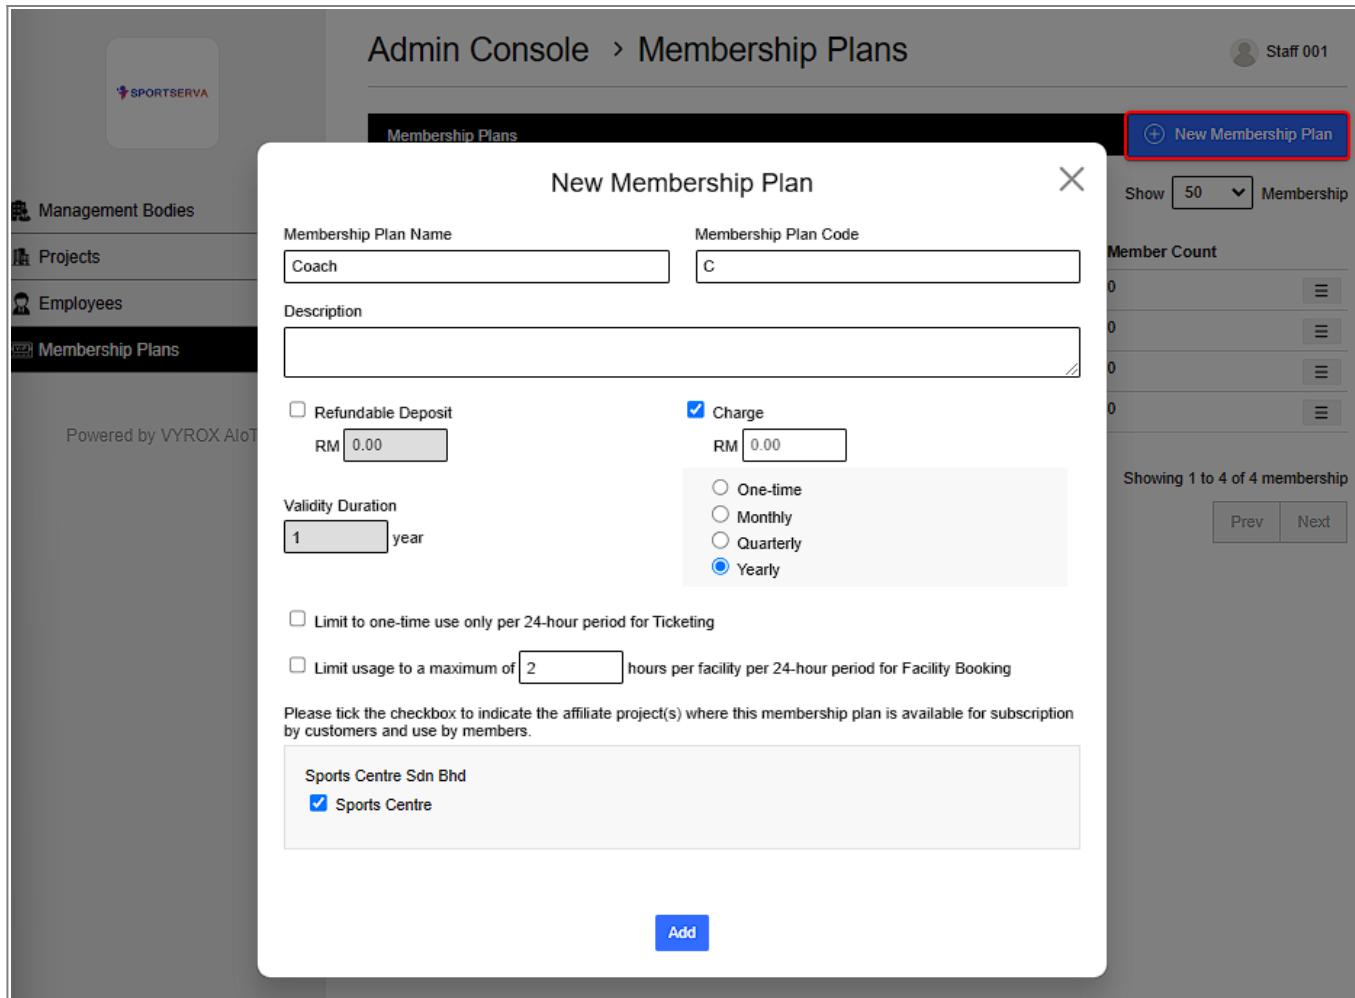 Admin Console › Membership Plans
Staff 001
SPORTSERVA
Membership Plans
New Membership Plan
Show 50 Membership
Management Bodies
Projects
Employees
Membership Plans
Powered by VYROX AIoT
Member Count
0
0
0
0
Showing 1 to 4 of 4 membership
Prev Next
New Membership Plan
Membership Plan Name Membership Plan Code
Coach C
Description
Refundable Deposit Charge
RM 0.00 RM 0.00
One-time
Monthly
Quarterly
Yearly
Validity Duration
1 year
Limit to one-time use only per 24-hour period for Ticketing
Limit usage to a maximum of 2 hours per facility per 24-hour period for Facility Booking
Please tick the checkbox to indicate the affiliate project(s) where this membership plan is available for subscription
by customers and use by members.
Sports Centre Sdn Bhd
Sports Centre
Add